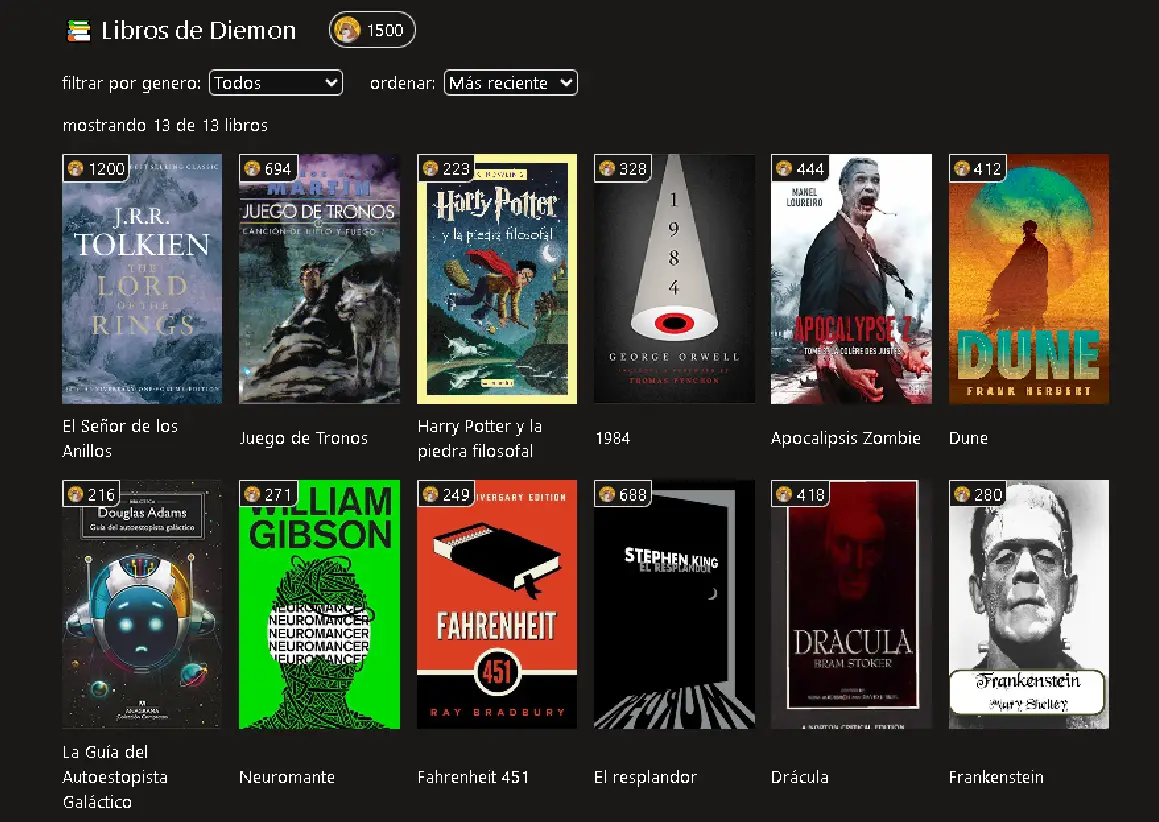 Libros de Diemon
1500
filtrar por genero: Todos
ordenar: Más reciente
mostrando 13 de 13 libros
1200
J.R.R.
TOLKIEN
THE
LORD
OF THE
RINGS
El Señor de los
Anillos
694
MARTIN
JUEGO DE TRONOS
CANCIÓN DE HIELO Y FUEGO
Juego de Tronos
223
Harry Potter
y la piedra filosofal
Harry Potter y la
piedra filosofal
328
1
9
8
4
GEORGE ORWELL
THOMAS PYNCHON
1984
444
MANEL
LOUREIRO
APOCALYPSE Z
Apocalipsis Zombie
412
DUNE
FRANK HERBERT
Dune
216
Douglas Adams
Guía del autoestopista galáctico
La Guía del
Autoestopista
Galáctico
271
WILLIAM
GIBSON
NEUROMANCER
NEUROMANCER
NEUROMANCER
NEUROMANCER
NEUROMANCER
Neuromante
249
IVERSARY EDITION
FAHRENHEIT
451
RAY BRADBURY
Fahrenheit 451
688
STEPHEN KING
EL RESPLANDOR
El resplandor
418
DRACULA
BRAM STOKER
A NORTON CRITICAL EDITION
Drácula
280
Frankenstein
Mary Shelley
Frankenstein